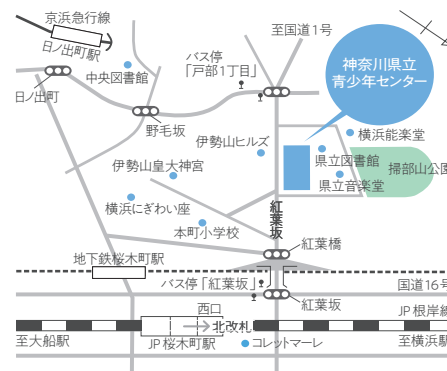 京浜急行線
日ノ出町駅
至国道1号
神奈川県立
青少年センター
バス停
「戸部1丁目」
中央図書館
日ノ出町
野毛坂
伊勢山ヒルズ
横浜能楽堂
県立図書館
掃部山公園
県立音楽堂
伊勢山皇大神宮
横浜にぎわい座
紅葉坂
本町小学校
紅葉橋
地下鉄桜木町駅
バス停「紅葉坂」
国道16号
紅葉坂
西口
北改札
JP根岸線
至大船駅
JP桜木町駅
コレットマーレ
至横浜駅